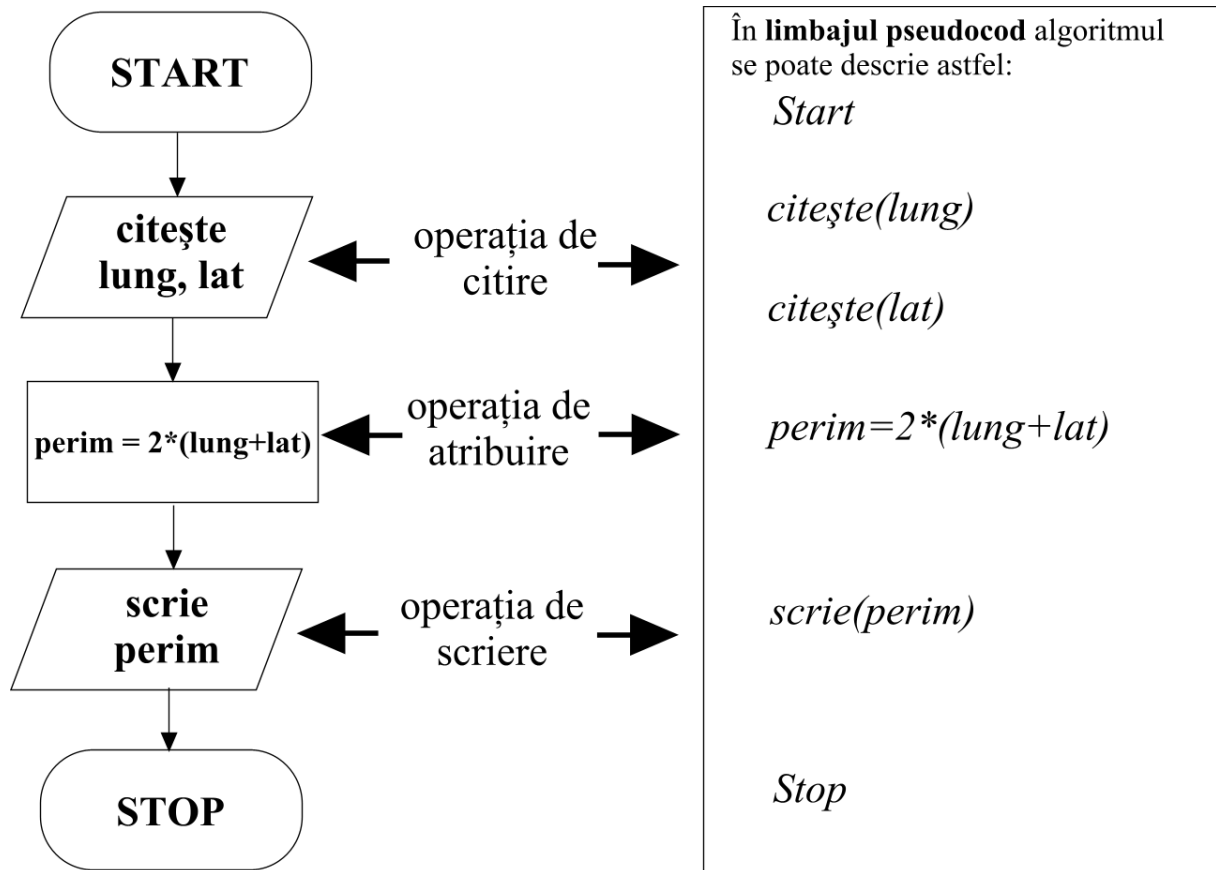 START
citeşte
lung, lat
perim = 2*(lung+lat)
scrie
perim
STOP
operația de
citire
operația de
atribuire
operația de
scriere
În limbajul pseudocod algoritmul
se poate descrie astfel:
Start
citeşte(lung)
citeşte(lat)
perim=2*(lung+lat)
scrie(perim)
Stop